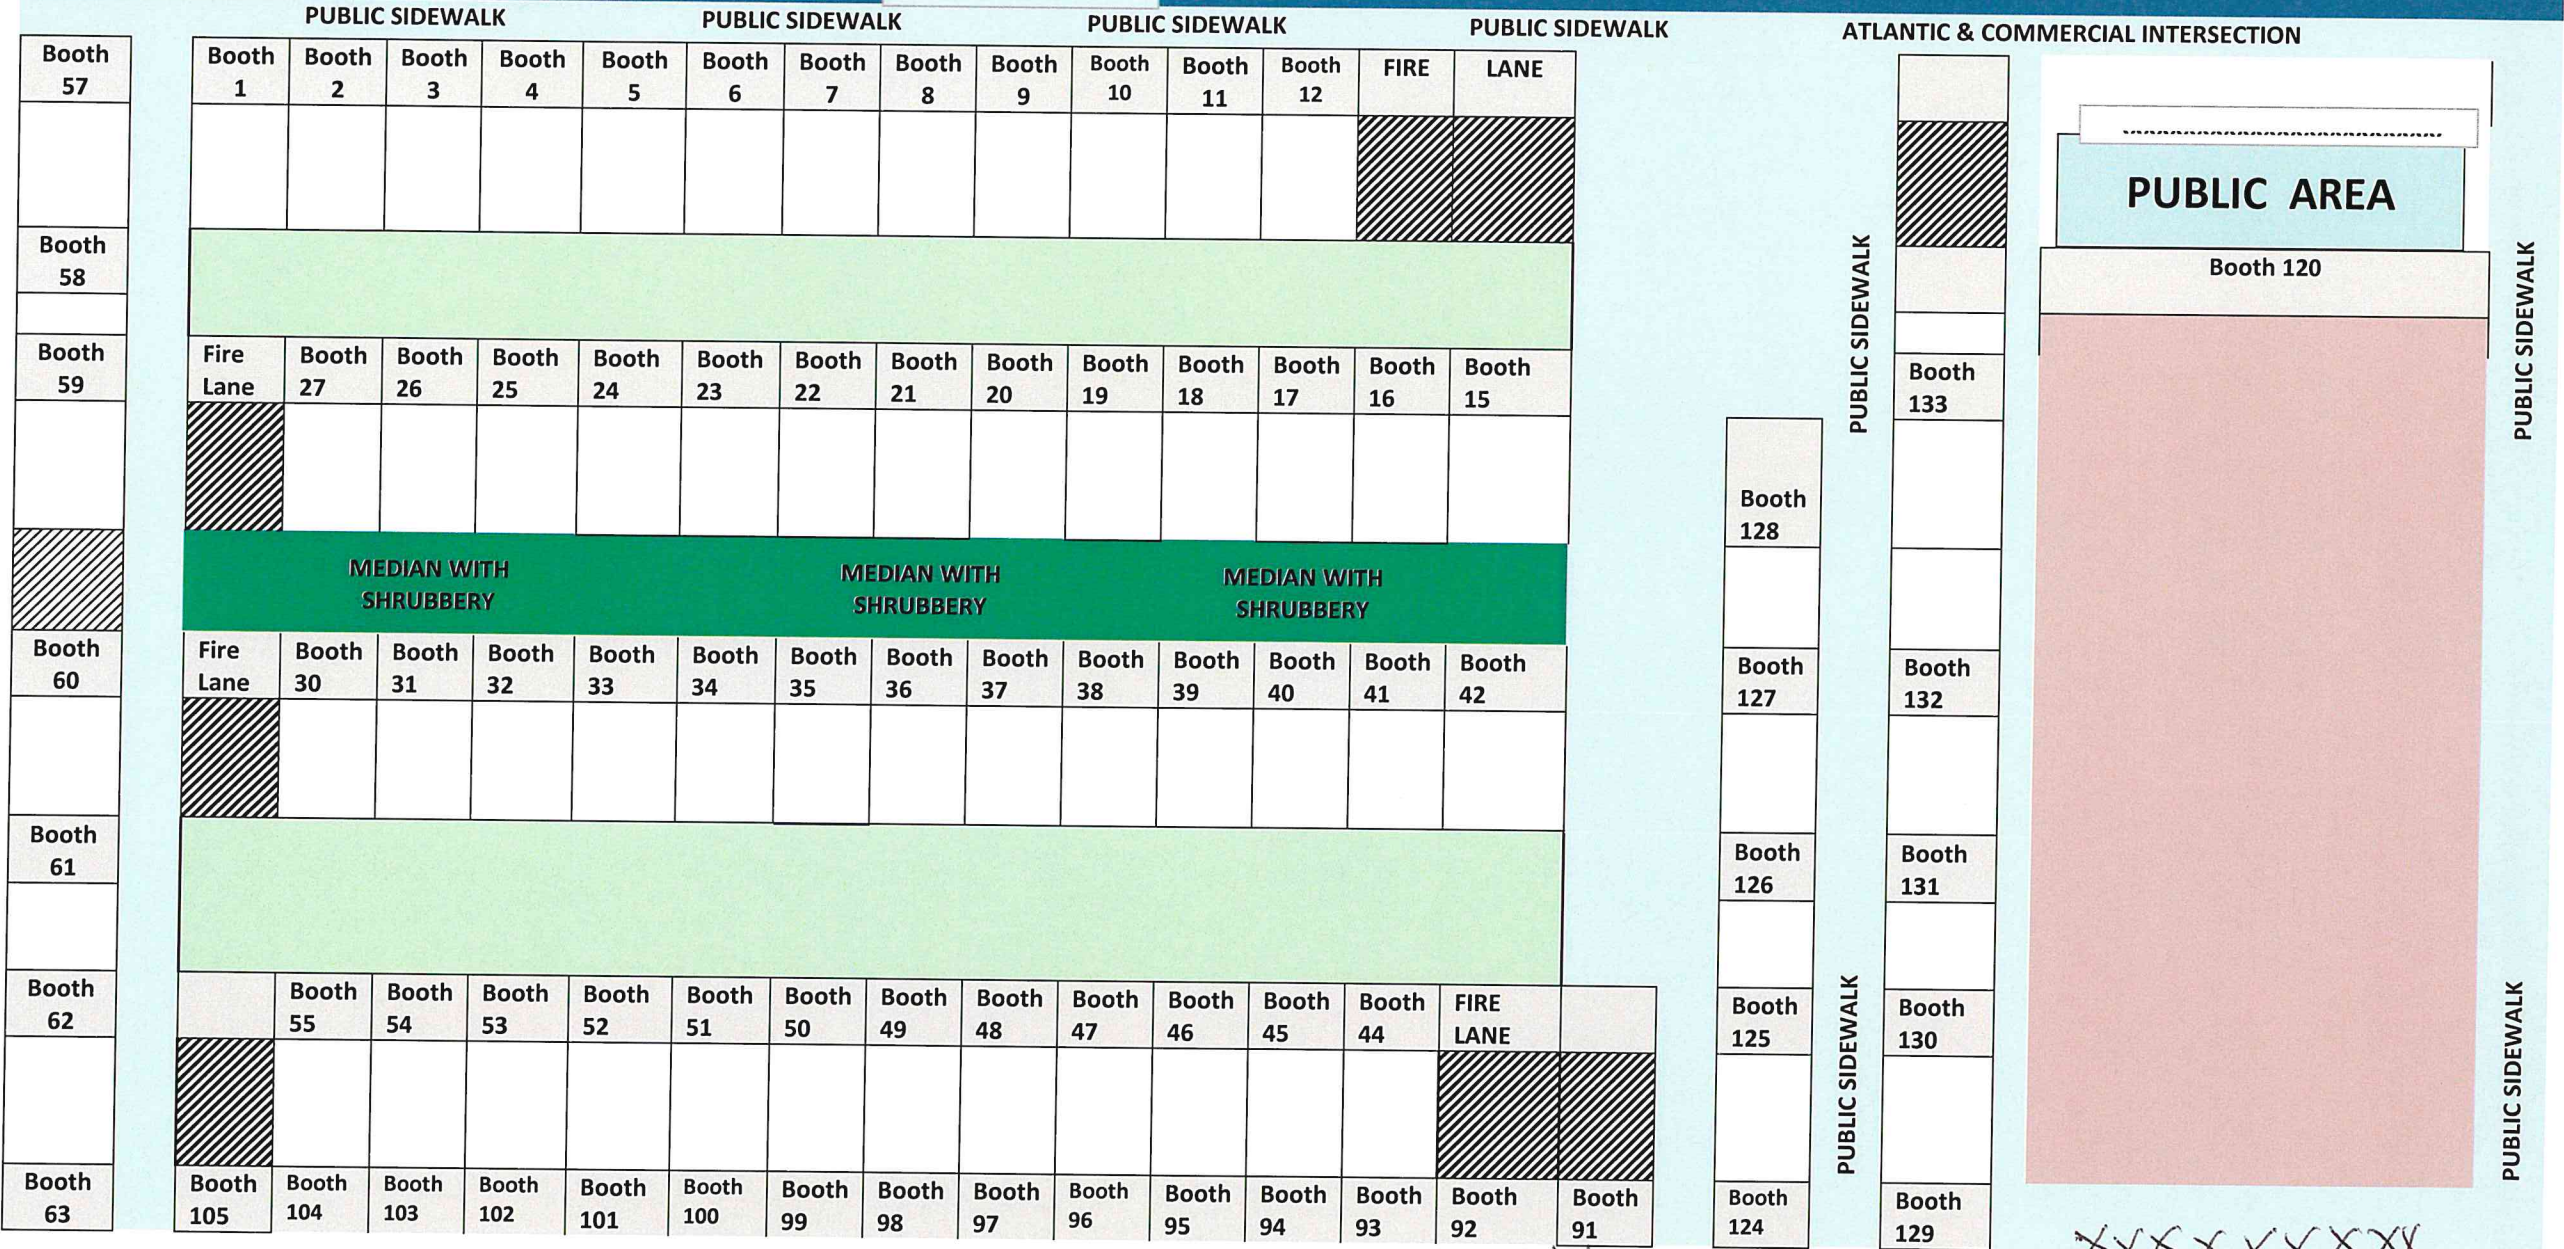 PUBLIC SIDEWALK PUBLIC SIDEWALK PUBLIC SIDEWALK PUBLIC SIDEWALK ATLANTIC & COMMERCIAL INTERSECTION
Booth Booth Booth Booth Booth Booth Booth Booth Booth Booth Booth Booth Booth FIRE LANE
57 1 2 3 4 5 6 7 8 9 10 11 12
PUBLIC AREA
Booth
58
Booth 120
PUBLIC SIDEWALK
PUBLIC SIDEWALK
Booth Fire Booth Booth Booth Booth Booth Booth Booth Booth Booth Booth Booth Booth Booth Booth
59 Lane 27 26 25 24 23 22 21 20 19 18 17 16 15 133
Booth
128
MEDIAN WITH MEDIAN WITH MEDIAN WITH
SHRUBBERY SHRUBBERY SHRUBBERY
Booth Fire Booth Booth Booth Booth Booth Booth Booth Booth Booth Booth Booth Booth Booth Booth Booth
60 Lane 30 31 32 33 34 35 36 37 38 39 40 41 42 127 132
Booth Booth Booth
61 126 131
Booth Booth Booth Booth Booth Booth Booth Booth Booth Booth Booth Booth Booth FIRE Booth Booth
62 55 54 53 52 51 50 49 48 47 46 45 44 LANE 125 130
PUBLIC SIDEWALK
PUBLIC SIDEWALK
Booth Booth Booth Booth Booth Booth Booth Booth Booth Booth Booth Booth Booth Booth Booth Booth Booth Booth
63 105 104 103 102 101 100 99 98 97 96 95 94 93 92 91 124 129